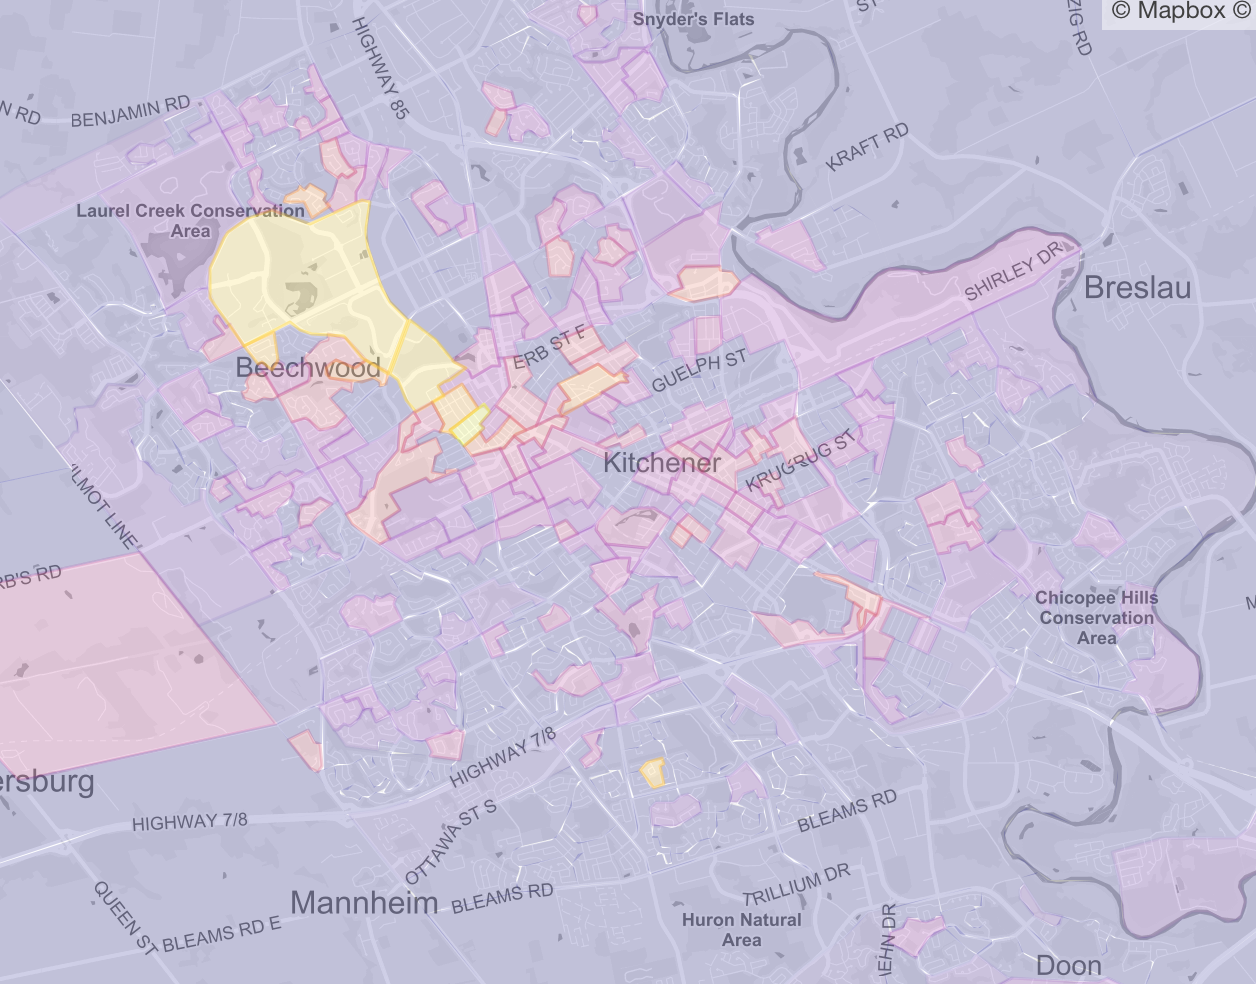 © Mapbox ©
Snyder's Flats
ST
ZIG RD
HIGHWAY 85
N RD
BENJAMIN RD
KRAFT RD
Laurel Creek Conservation
Area
SHIRLEY DR
Breslau
ERB ST E
Beechwood
GUELPH ST
Kitchener
KRUG
RUG ST
ILMOT LINE
RB'S RD
Chicopee Hills
Conservation
Area
M
HIGHWAY 7/8
ersburg
HIGHWAY 7/8
OTTAWA ST S
BLEAMS RD
QUEEN ST
Mannheim
BLEAMS RD
TRILLIUM DR
BLEAMS RD E
Huron Natural
Area
IEHN DR
Doon